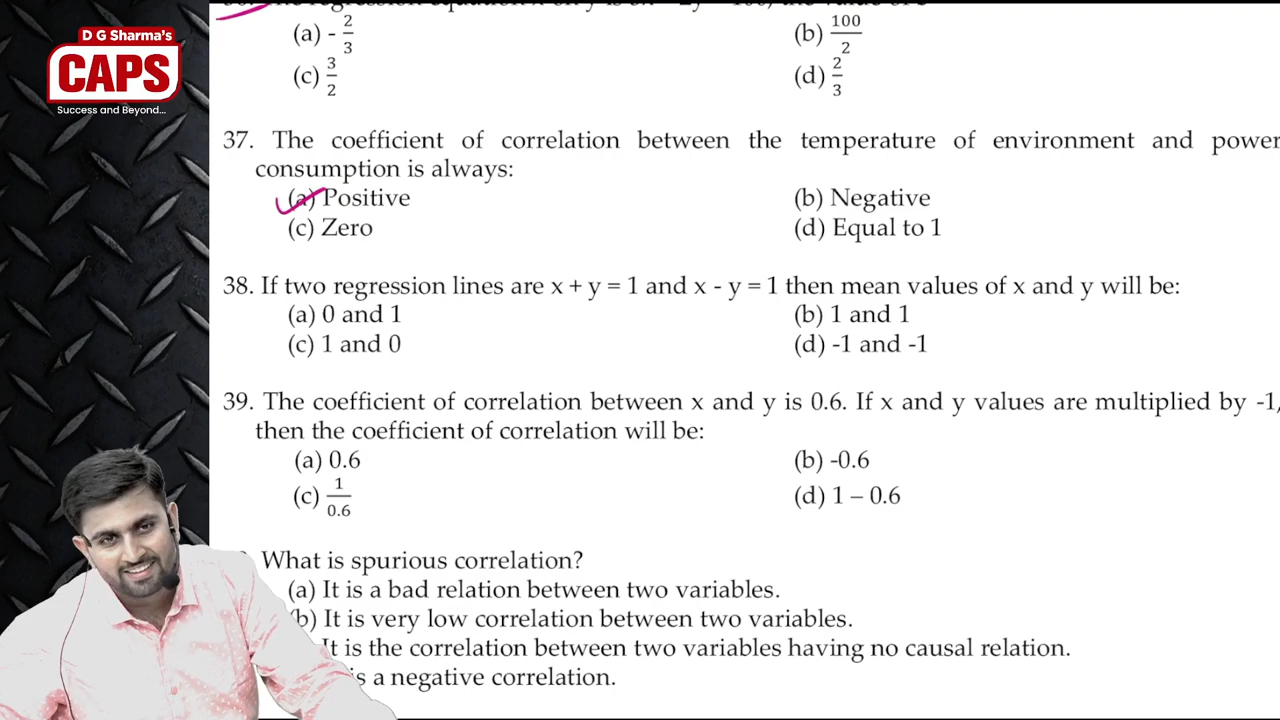 D G Sharma's
CAPS
Success and Beyond...
(a) - 2/3
(b) 100/2
(c) 3/2
(d) 2/3
37. The coefficient of correlation between the temperature of environment and power
consumption is always:
(a) Positive
(b) Negative
(c) Zero
(d) Equal to 1
38. If two regression lines are x + y = 1 and x - y = 1 then mean values of x and y will be:
(a) 0 and 1
(b) 1 and 1
(c) 1 and 0
(d) -1 and -1
39. The coefficient of correlation between x and y is 0.6. If x and y values are multiplied by -1,
then the coefficient of correlation will be:
(a) 0.6
(b) -0.6
(c) 1/0.6
(d) 1 – 0.6
What is spurious correlation?
(a) It is a bad relation between two variables.
(b) It is very low correlation between two variables.
It is the correlation between two variables having no causal relation.
is a negative correlation.